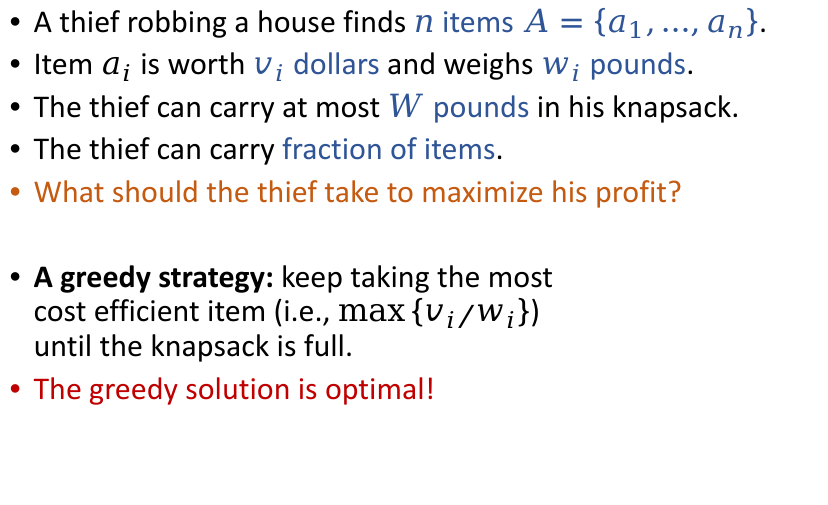 • A thief robbing a house finds n items A = {a₁, ..., aₙ}.
• Item aᵢ is worth vᵢ dollars and weighs wᵢ pounds.
• The thief can carry at most W pounds in his knapsack.
• The thief can carry fraction of items.
• What should the thief take to maximize his profit?
• A greedy strategy: keep taking the most
cost efficient item (i.e., max {vᵢ/wᵢ})
until the knapsack is full.
• The greedy solution is optimal!